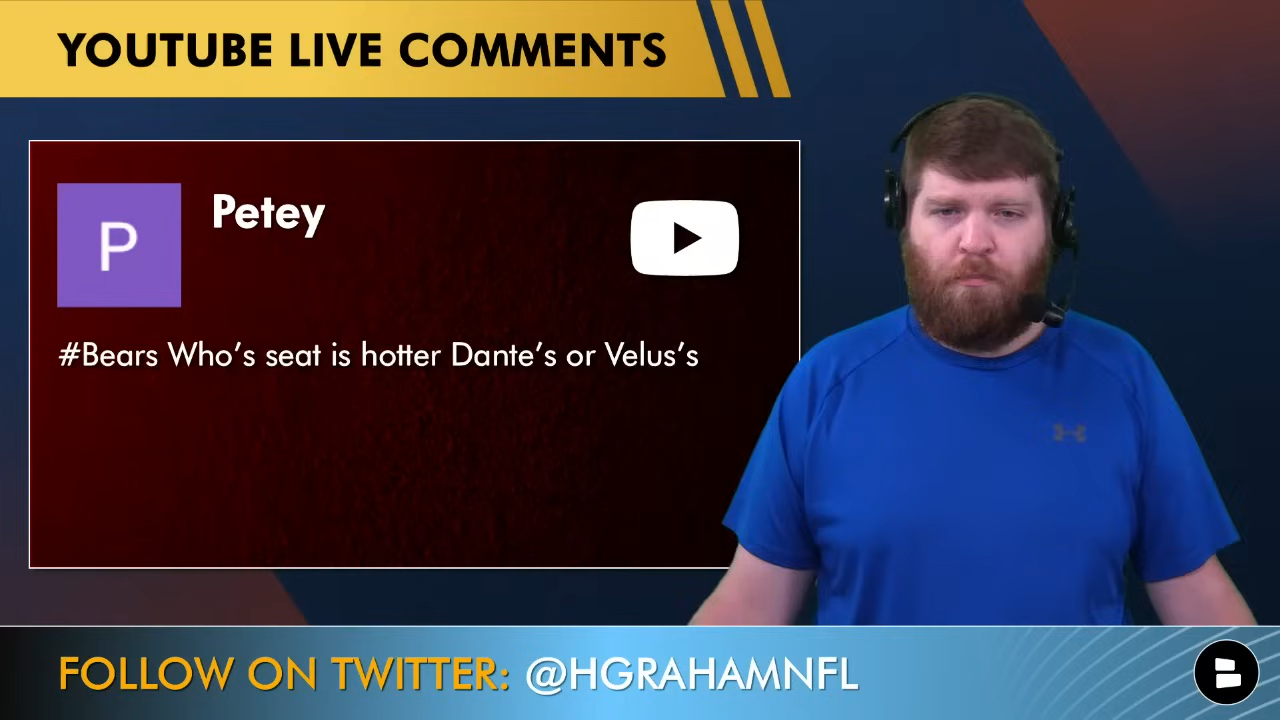 YOUTUBE LIVE COMMENTS
P
Petey
#Bears Who's seat is hotter Dante's or Velus's
FOLLOW ON TWITTER: @HGRAHAMNFL